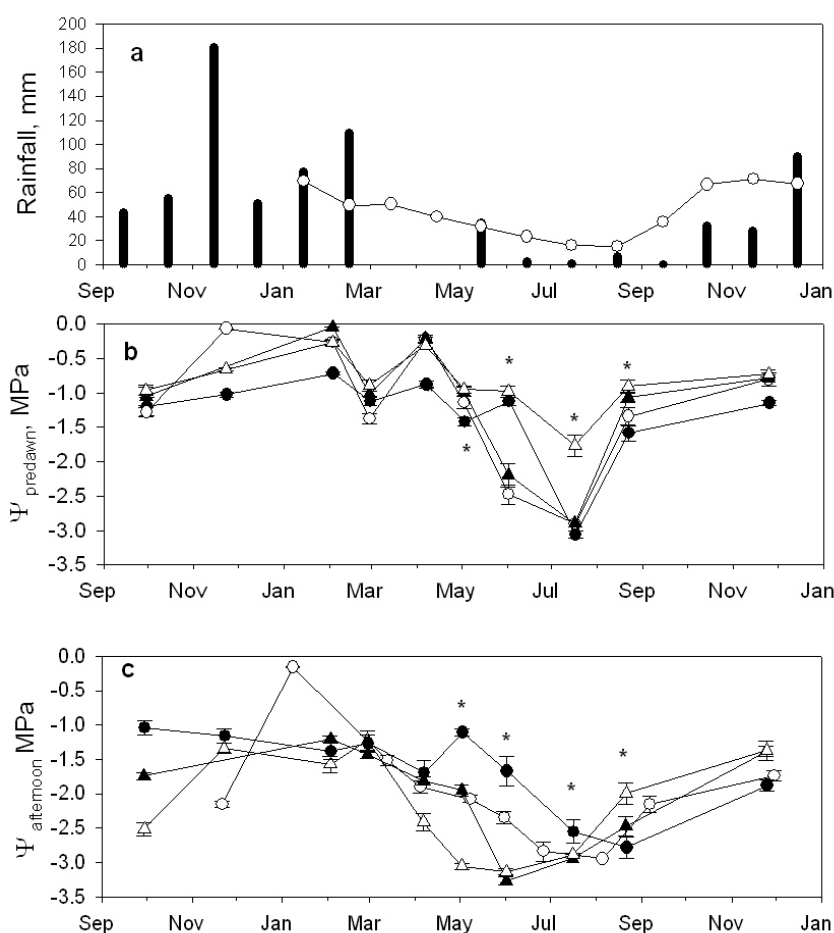 a
Rainfall, mm
200
180
160
140
120
100
80
60
40
20
0
Sep Nov Jan Mar May Jul Sep Nov Jan
b
Ψ predawn, MPa
0.0
-0.5
-1.0
-1.5
-2.0
-2.5
-3.0
-3.5
* * * *
Sep Nov Jan Mar May Jul Sep Nov Jan
c
Ψ afternoon MPa
0.0
-0.5
-1.0
-1.5
-2.0
-2.5
-3.0
-3.5
* * * *
Sep Nov Jan Mar May Jul Sep Nov Jan